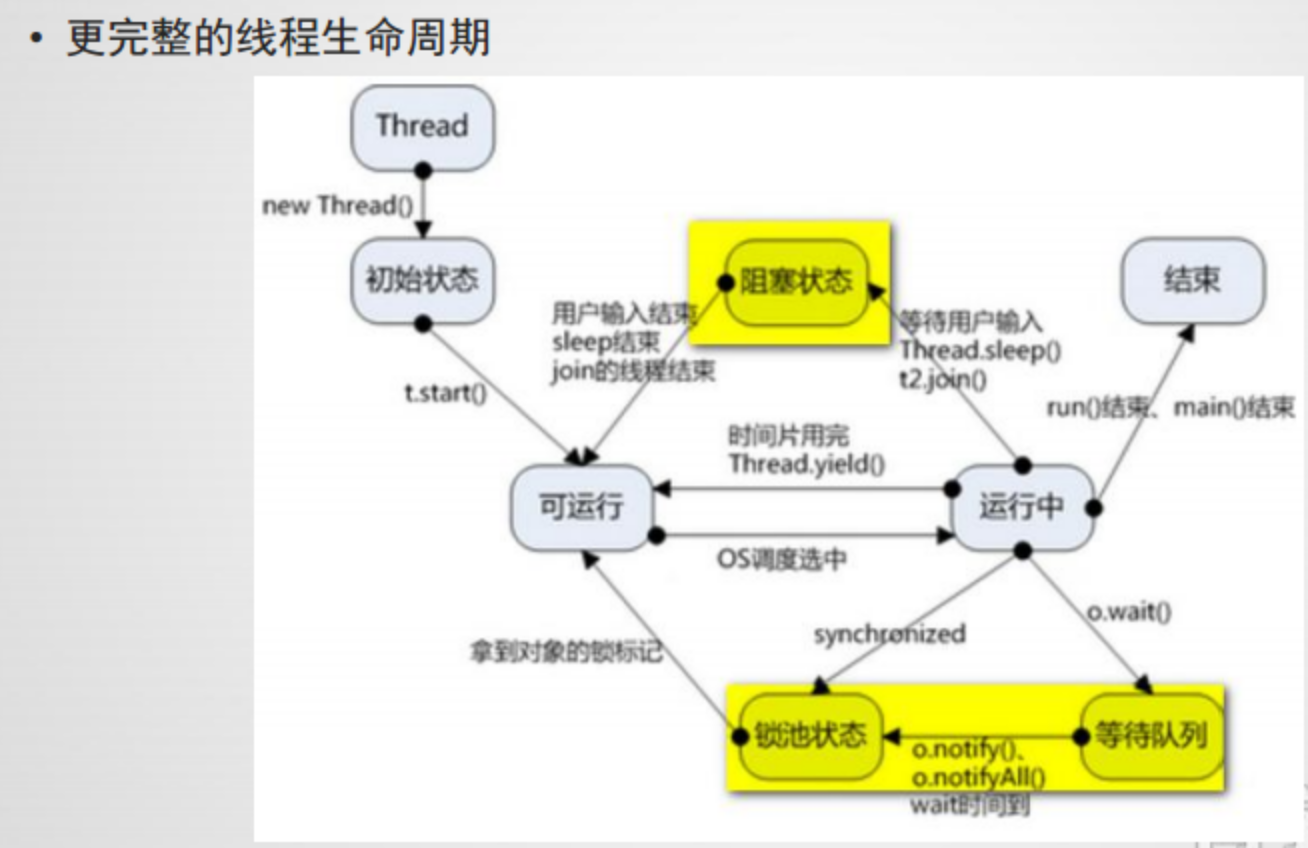 • 更完整的线程生命周期
Thread
new Thread()
初始状态
阻塞状态
结束
用户输入结束
sleep结束
join的线程结束
等待用户输入
Thread.sleep()
t2.join()
t.start()
run()结束、main()结束
时间片用完
Thread.yield()
可运行
运行中
OS调度选中
o.wait()
synchronized
拿到对象的锁标记
锁池状态
等待队列
o.notify()、
o.notifyAll()
wait时间到